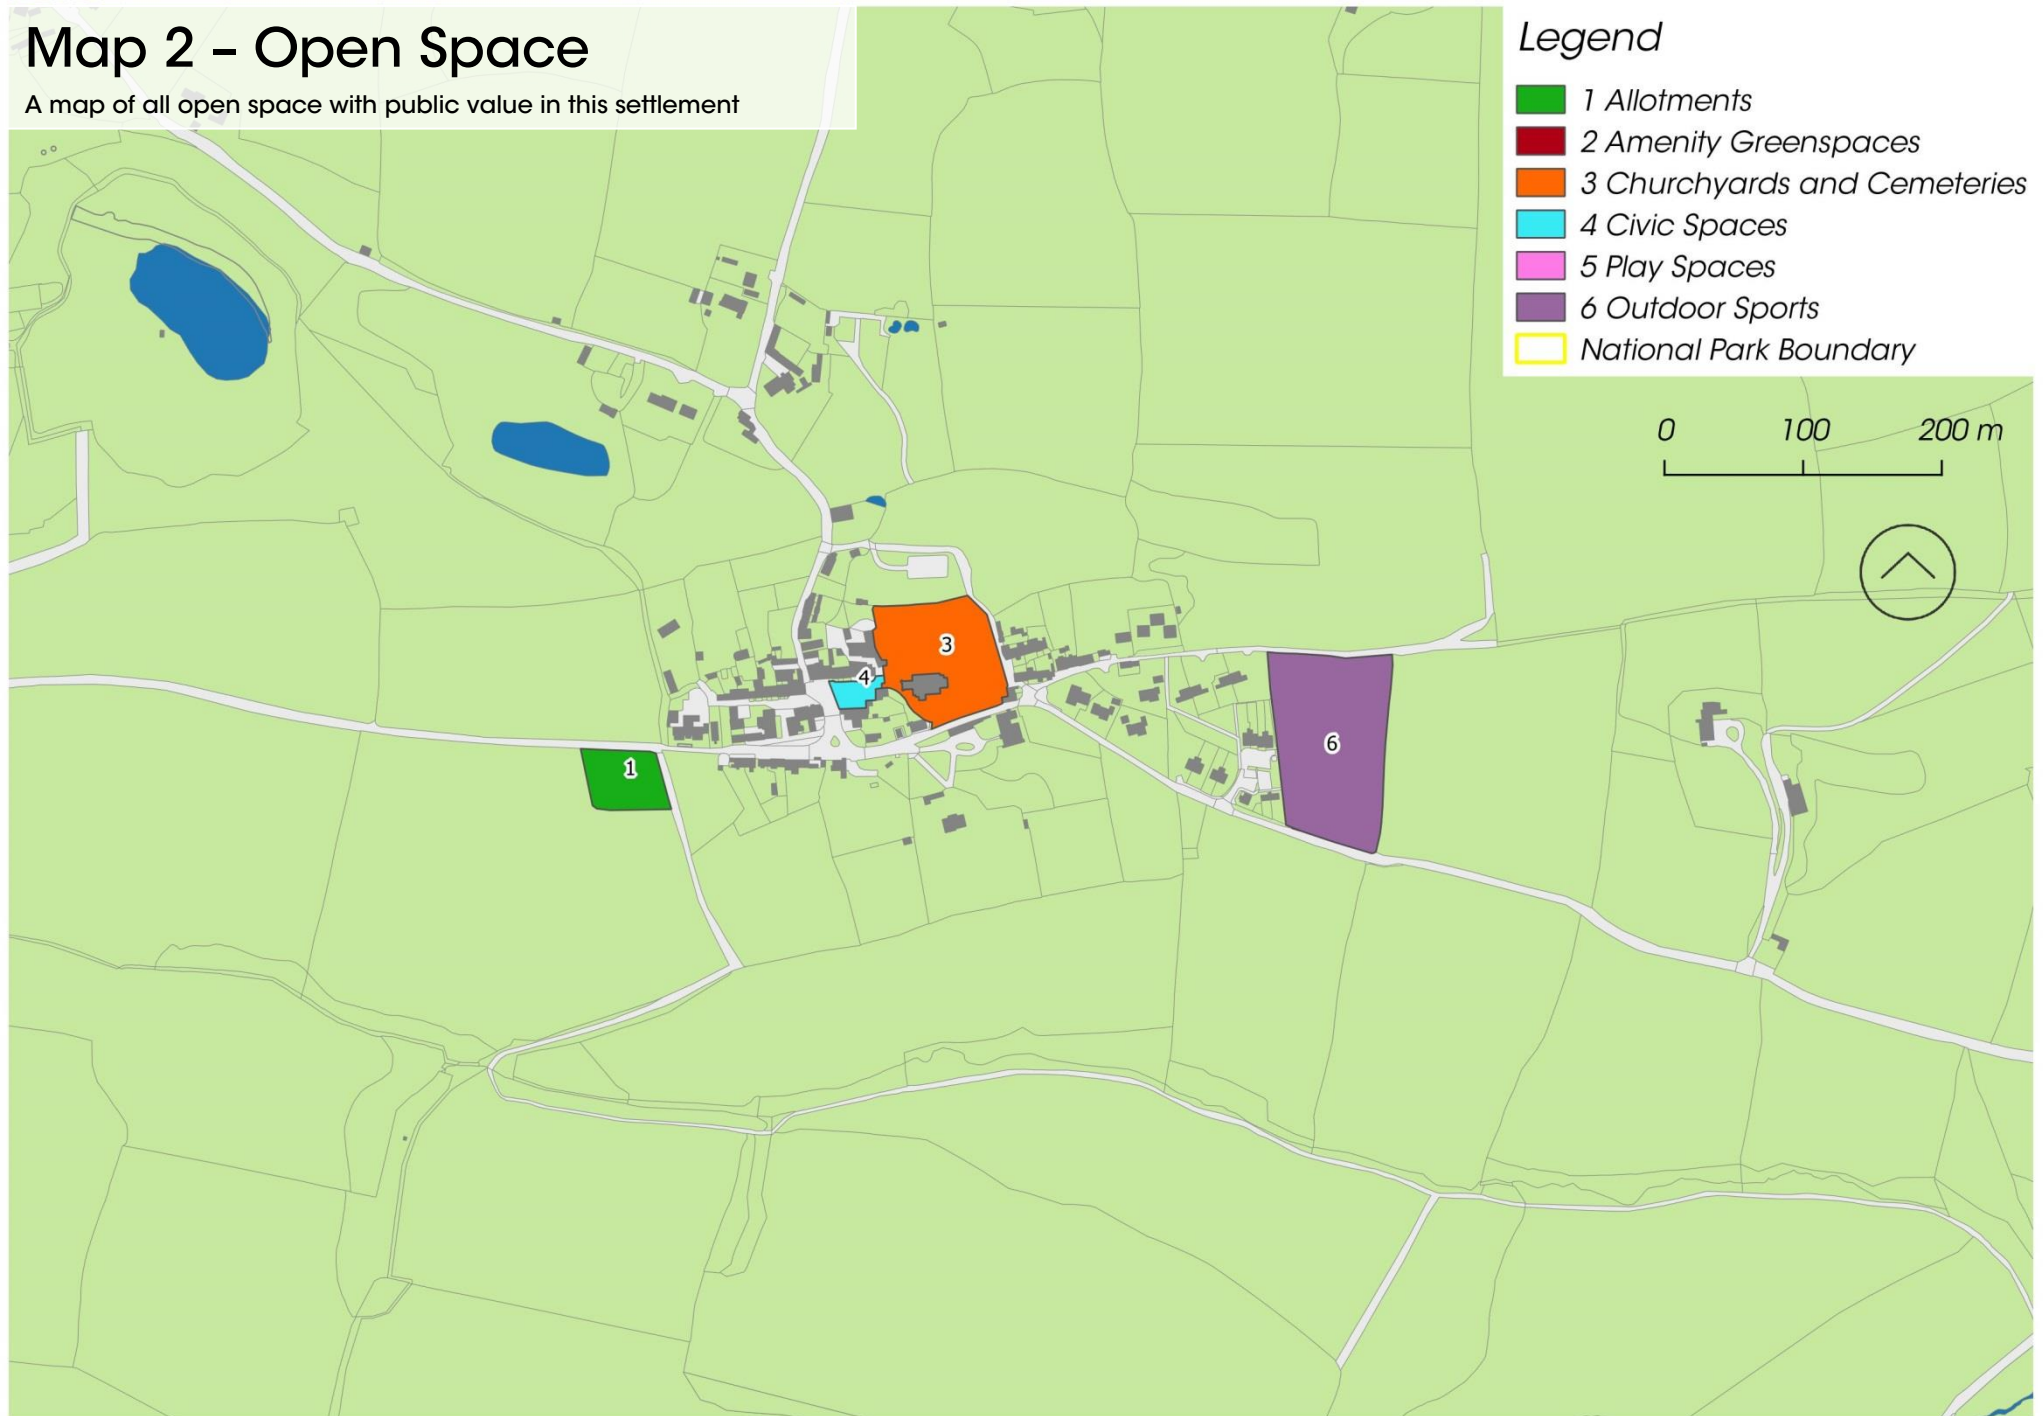 Map 2 – Open Space
A map of all open space with public value in this settlement
Legend
1 Allotments
2 Amenity Greenspaces
3 Churchyards and Cemeteries
4 Civic Spaces
5 Play Spaces
6 Outdoor Sports
National Park Boundary
0 100 200 m
3
4
6
1